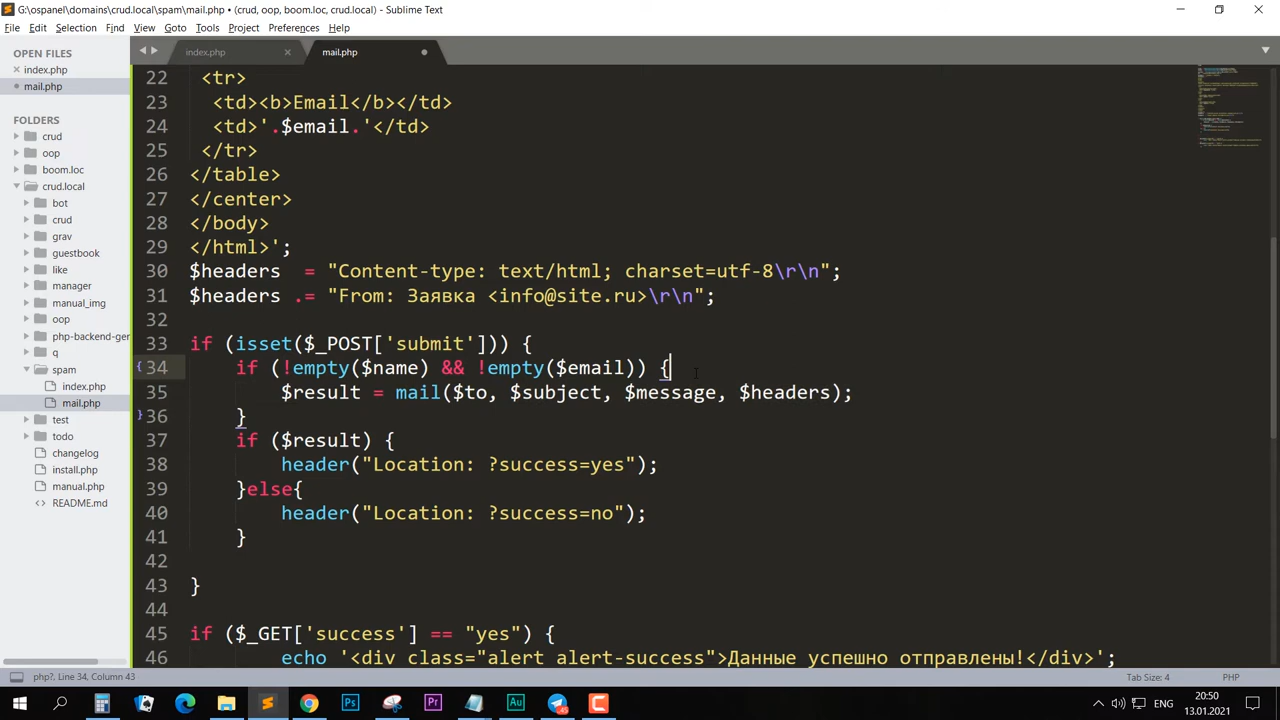 G:\ospanel\domains\crud.local\spam\mail.php • (crud, oop, boom.loc, crud.local) - Sublime Text
File Edit Selection Find View Goto Tools Project Preferences Help
OPEN FILES
index.php
mail.php
FOLDERS
crud
oop
boom.loc
crud.local
bot
crud
grav
guestbook
like
manager
manual_img
oop
php-backend-ger
q
spam
index.php
mail.php
test
todo
changelog
install.php
manual.php
README.md
index.php
mail.php
22 <tr>
23 <td><b>Email</b></td>
24 <td>'.$email.'</td>
25 </tr>
26 </table>
27 </center>
28 </body>
29 </html>';
30 $headers  = "Content-type: text/html; charset=utf-8\r\n";
31 $headers .= "From: Заявка <info@site.ru>\r\n";
32
33 if (isset($_POST['submit'])) {
34 if (!empty($name) && !empty($email)) {
35 $result = mail($to, $subject, $message, $headers);
36 }
37 if ($result) {
38 header("Location: ?success=yes");
39 }else{
40 header("Location: ?success=no");
41 }
42
43 }
44
45 if ($_GET['success'] == "yes") {
46 echo '<div class="alert alert-success">Данные успешно отправлены!</div>';
php?. Line 34, Column 43
Tab Size: 4
PHP
ENG
20:50
13.01.2021